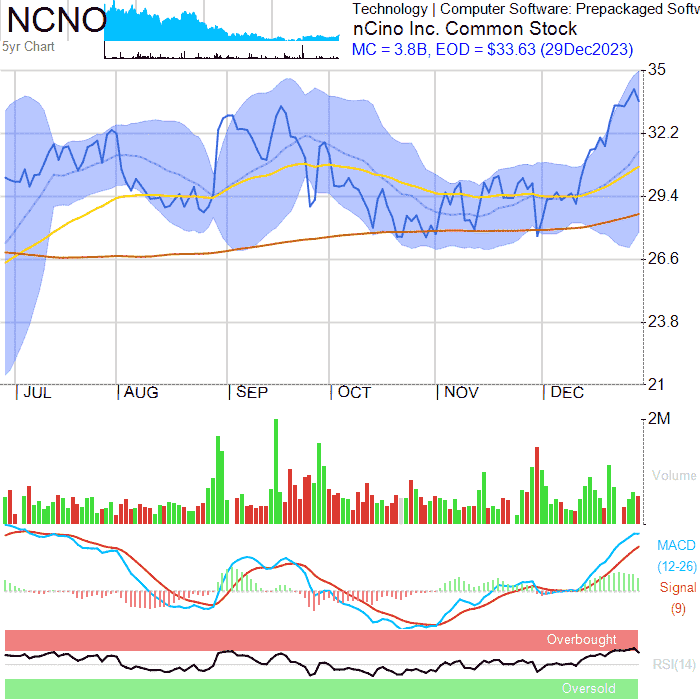 NCNO
5yr Chart
Technology | Computer Software: Prepackaged Softw
nCino Inc. Common Stock
MC = 3.8B, EOD = $33.63 (29Dec2023)
35
32.2
29.4
26.6
23.8
21
JUL AUG SEP OCT NOV DEC
2M
Volume
MACD
(12-26)
Signal
(9)
Overbought
RSI(14)
Oversold